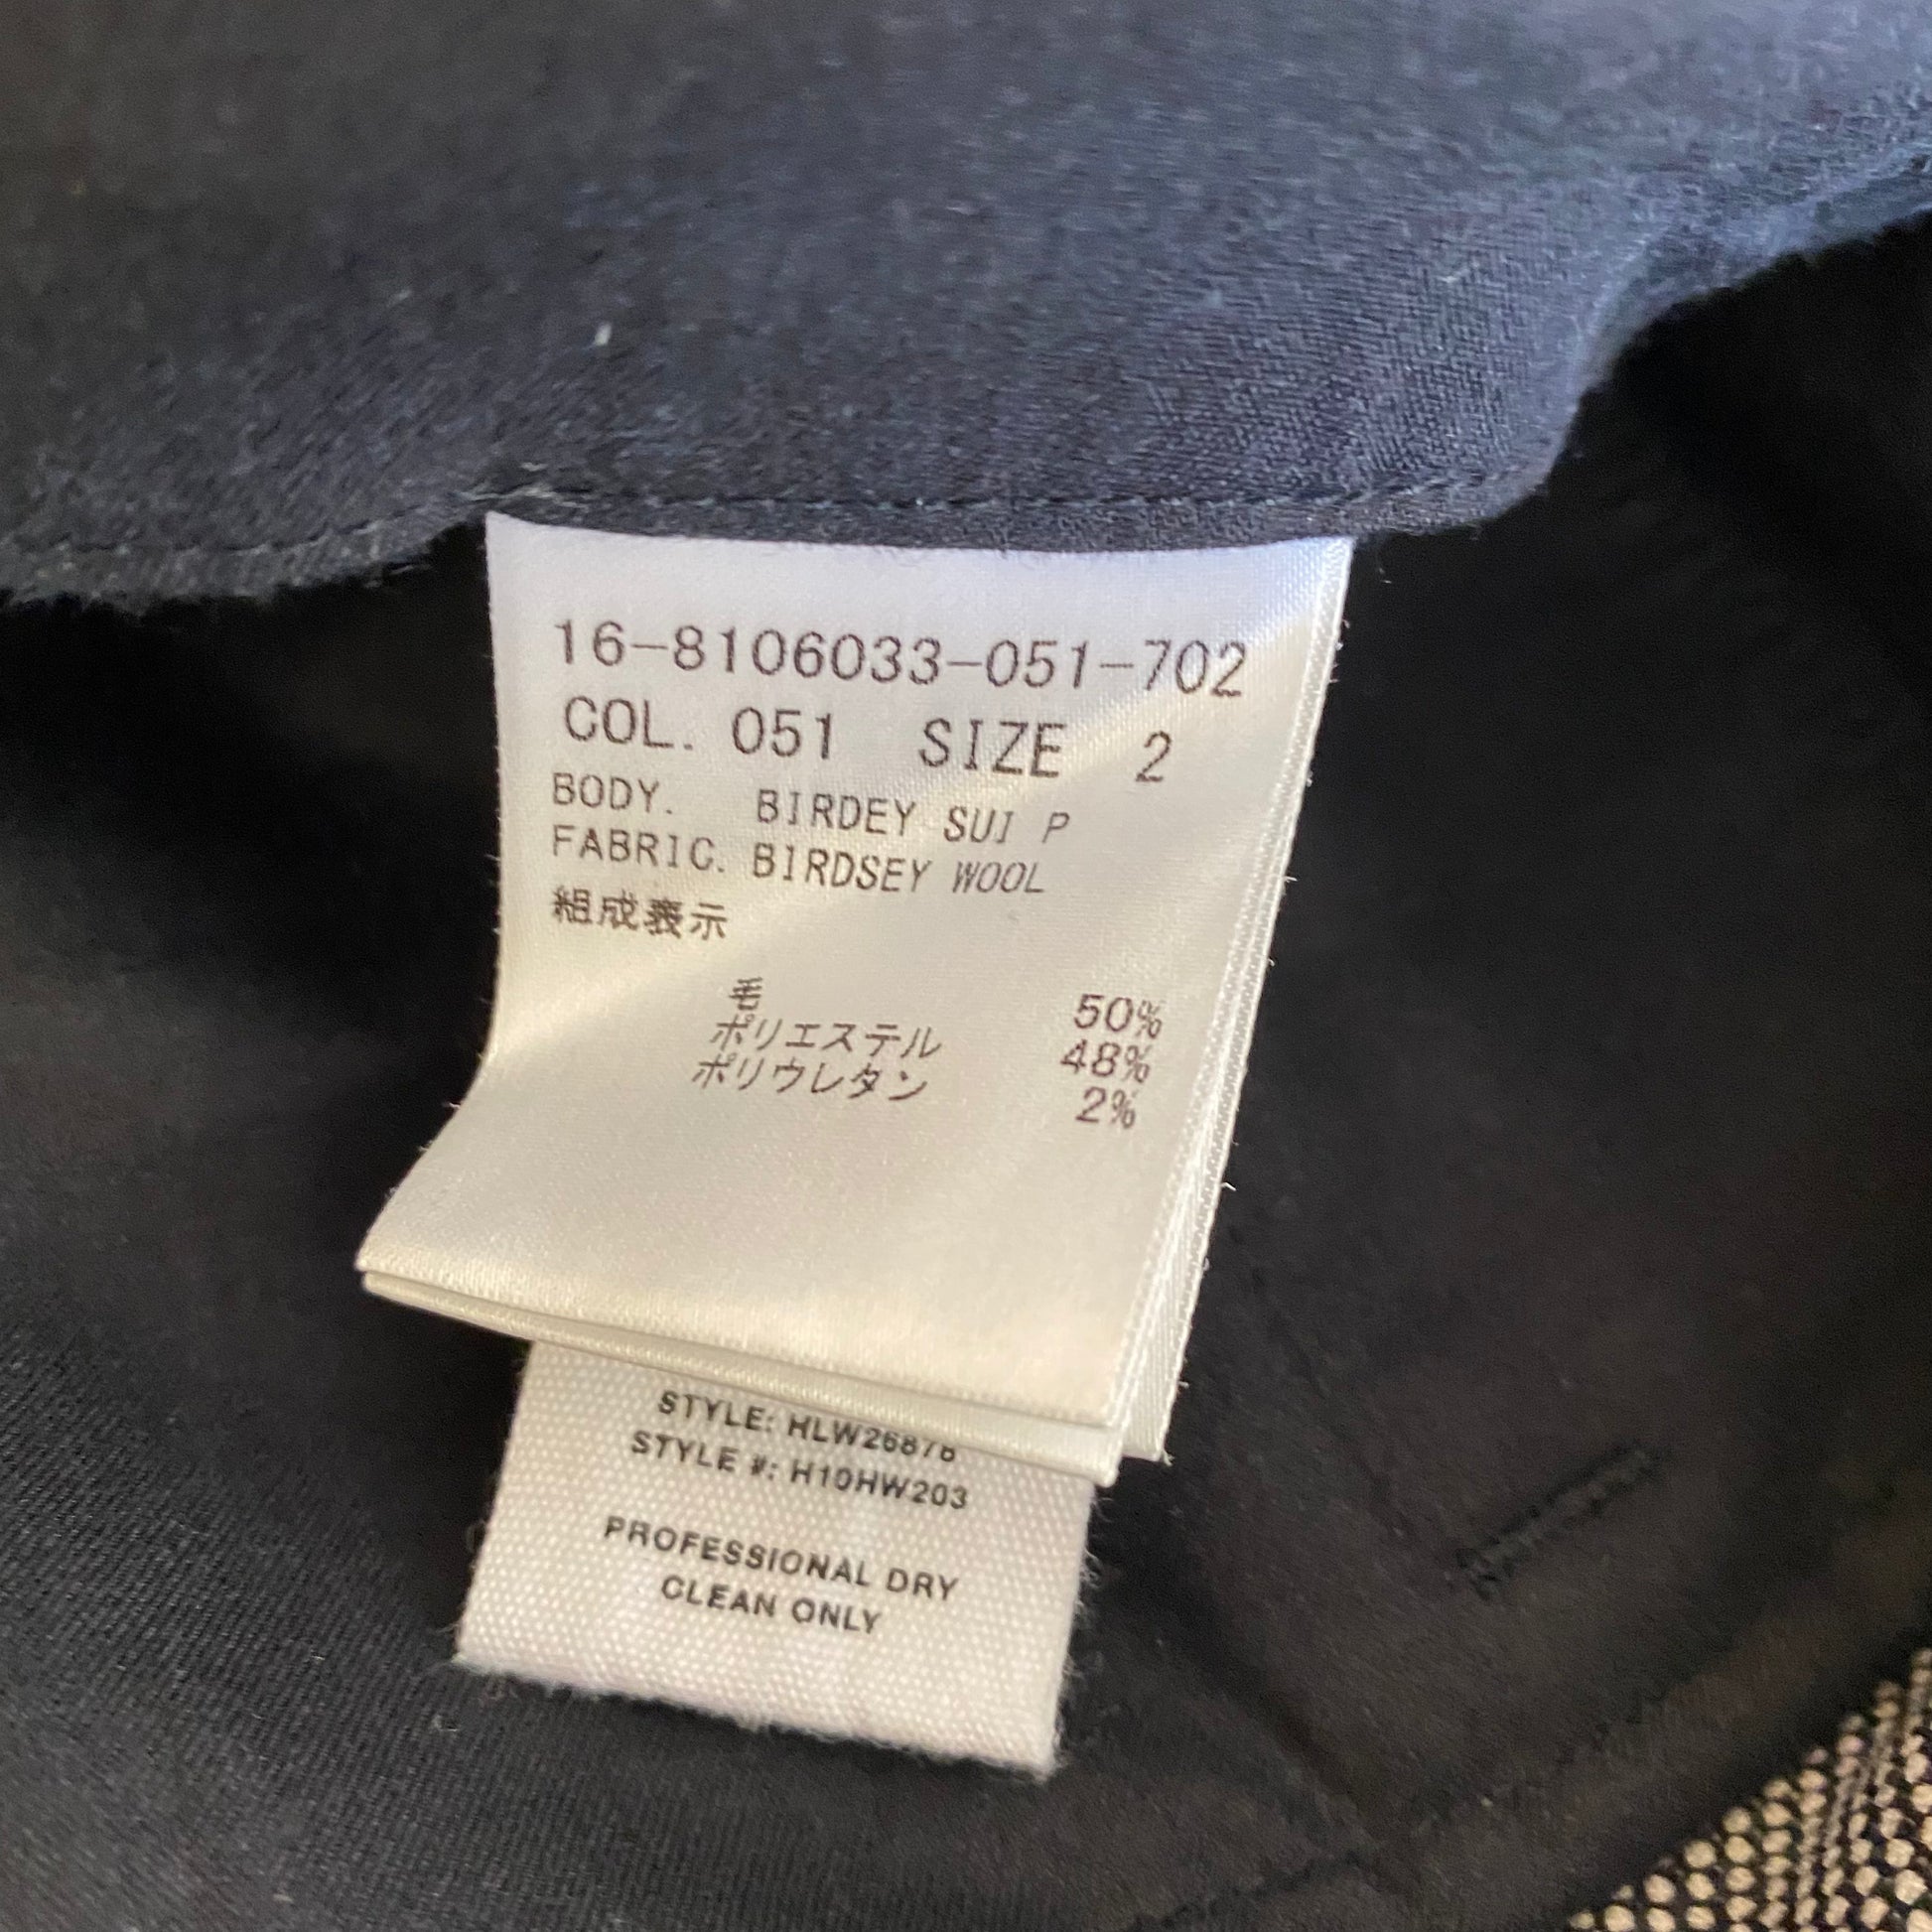 16-8106033-051-702
COL. 051 SIZE 2
BODY. BIRDEY SUI P
FABRIC. BIRDSEY WOOL
組成表示
毛 50%
ポリエステル 48%
ポリウレタン 2%
STYLE: HLW26876
STYLE #: H10HW203
PROFESSIONAL DRY
CLEAN ONLY